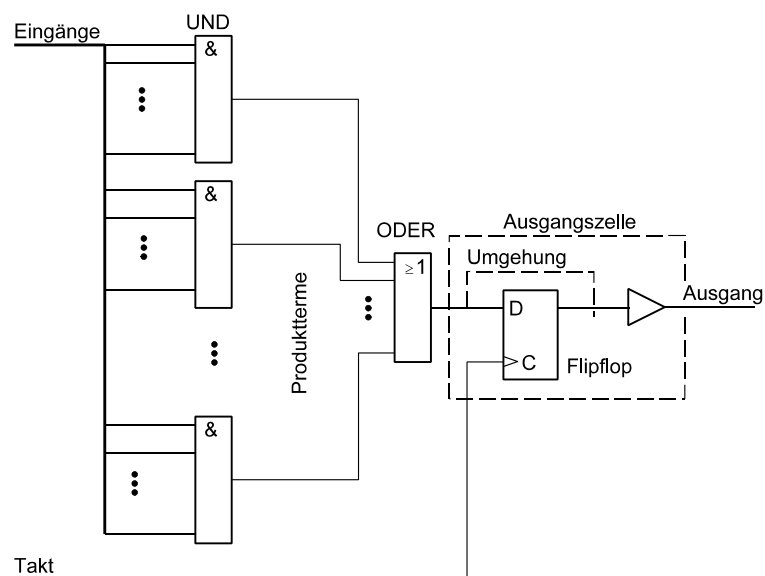 Eingänge
UND
&
&
ODER
Ausgangszelle
≥1
Umgehung
Ausgang
D
Produktterme
C
Flipflop
&
Takt